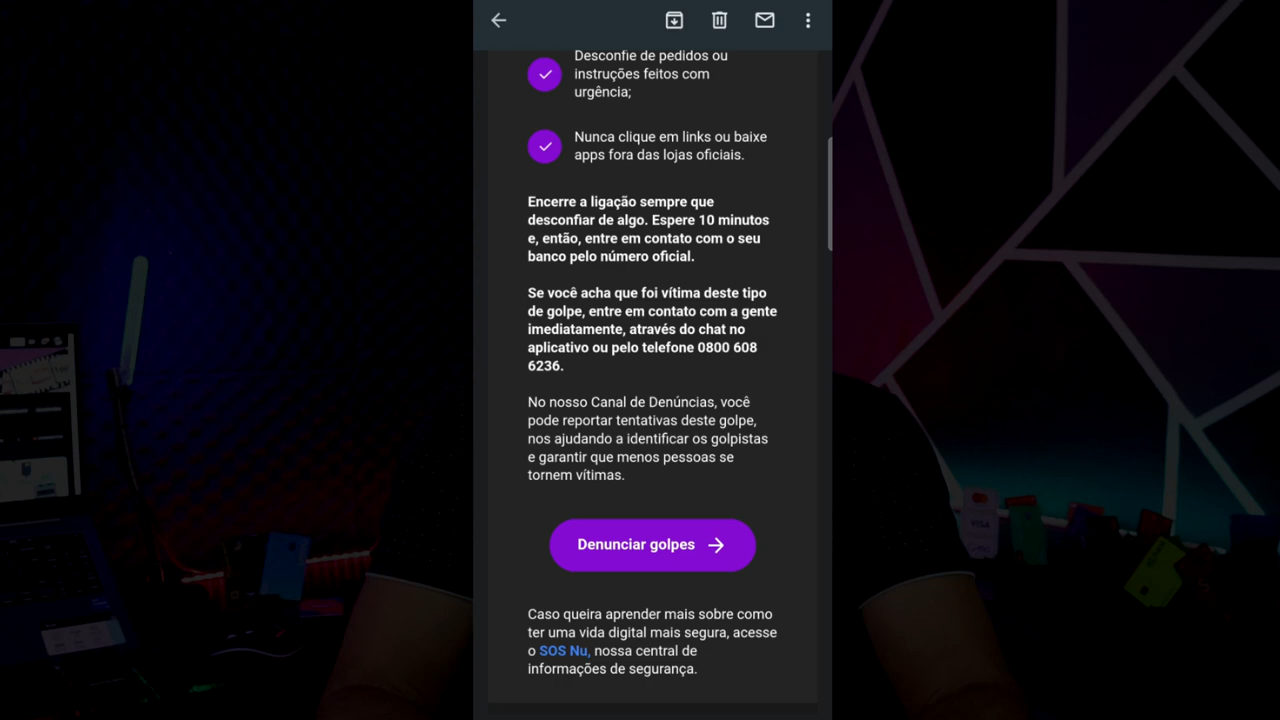 Desconfie de pedidos ou
instruções feitos com
urgência;
Nunca clique em links ou baixe
apps fora das lojas oficiais.
Encerre a ligação sempre que
desconfiar de algo. Espere 10 minutos
e, então, entre em contato com o seu
banco pelo número oficial.
Se você acha que foi vítima deste tipo
de golpe, entre em contato com a gente
imediatamente, através do chat no
aplicativo ou pelo telefone 0800 608
6236.
No nosso Canal de Denúncias, você
pode reportar tentativas deste golpe,
nos ajudando a identificar os golpistas
e garantir que menos pessoas se
tornem vítimas.
Denunciar golpes
Caso queira aprender mais sobre como
ter uma vida digital mais segura, acesse
o SOS Nu, nossa central de
informações de segurança.
VISA